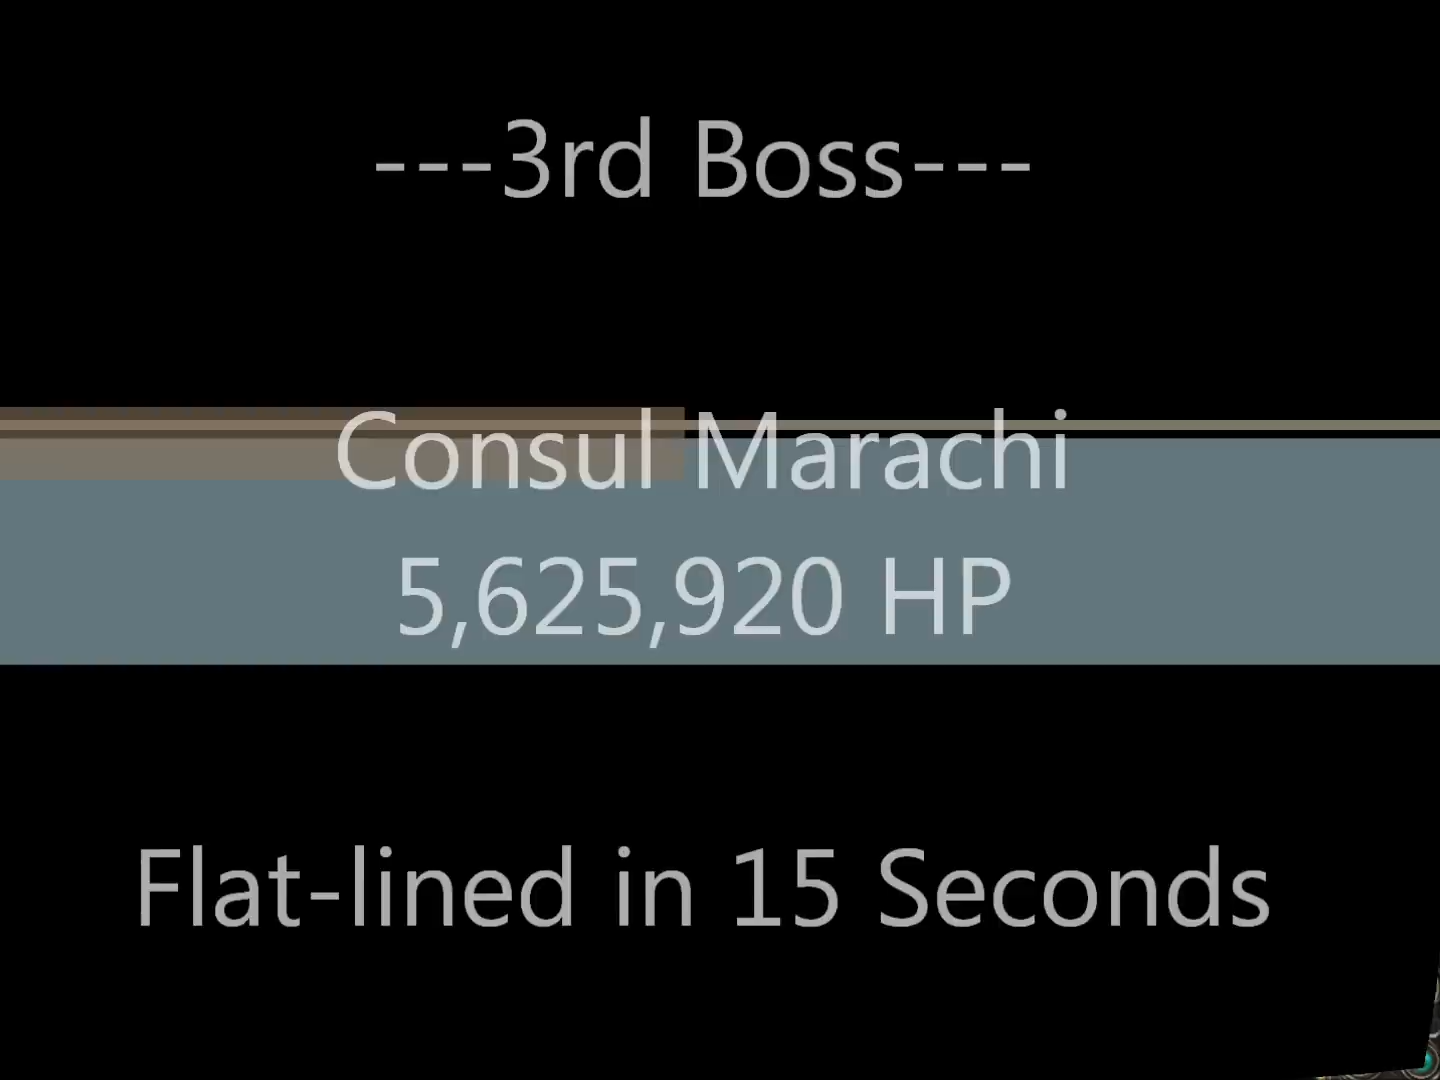 ---3rd Boss---
Consul Marachi
5,625,920 HP
Flat-lined in 15 Seconds